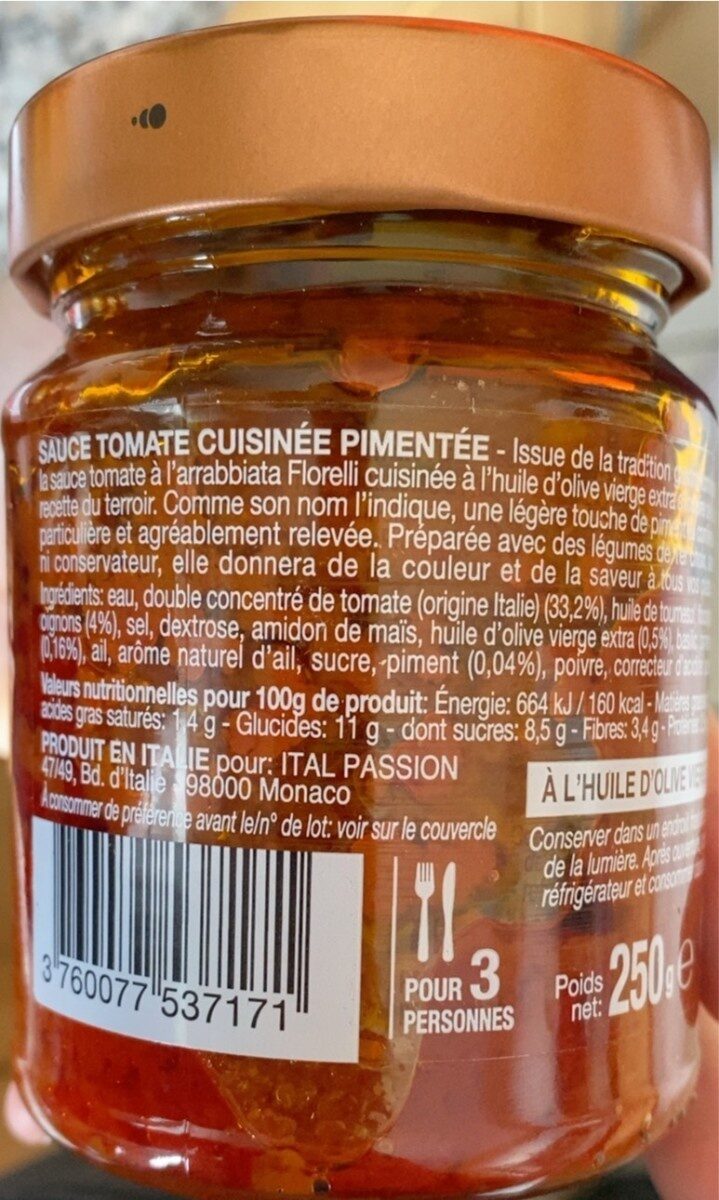 SAUCE TOMATE CUISINÉE PIMENTÉE - Issue de la tradition
la sauce tomate à l'arrabbiata Florelli cuisinée à l'huile d'olive vierge extra
recette du terroir. Comme son nom l'indique, une légère touche de
particulière et agréablement relevée. Préparée avec des légumes
ni conservateur, elle donnera de la couleur et de la saveur à tous vos
Ingrédients: eau, double concentré de tomate (origine Italie) (33,2%), huile de tournesol
oignons (4%), sel, dextrose, amidon de maïs, huile d'olive vierge extra (0,5%), basilic
(0,16%), ail, arôme naturel d'ail, sucre, piment (0,04%), poivre, correcteur
Valeurs nutritionnelles pour 100g de produit: Énergie: 664 kJ / 160 kcal - Matières
acides gras saturés: 1,4 g - Glucides: 11 g - dont sucres: 8,5 g - Fibres: 3,4 g -
PRODUIT EN ITALIE pour: ITAL PASSION
47/49, Bd. d'Italie 98000 Monaco
A consommer de préférence avant le/n° de lot: voir sur le couvercle
À L'HUILE D'OLIVE
Conserver dans un endroit
de la lumière. Après
réfrigérateur et
3 760077 537171
POUR 3
PERSONNES
Poids
net: 250g e